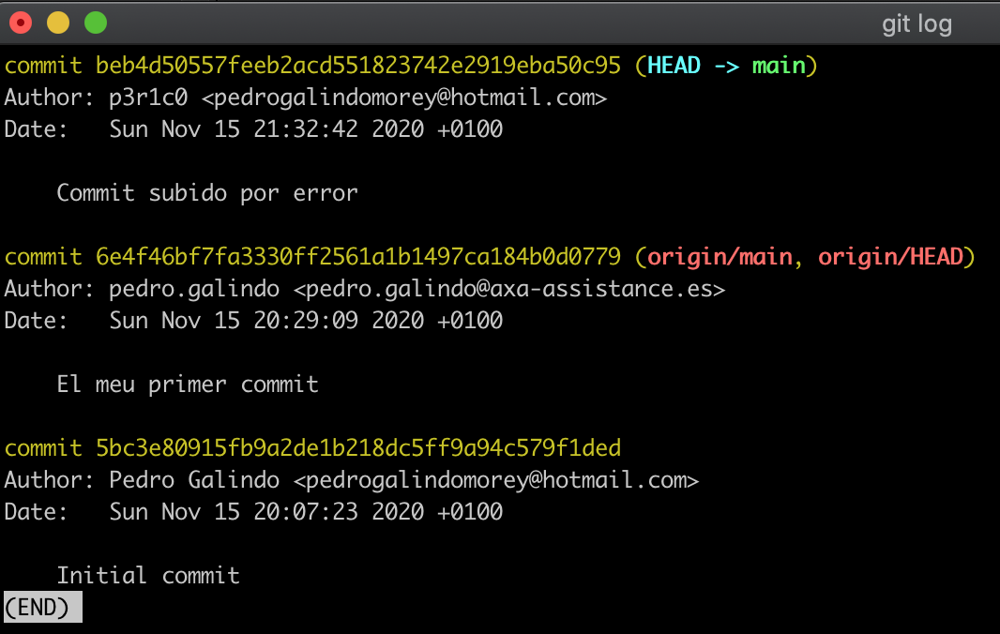 git log
commit beb4d50557feeb2acd551823742e2919eba50c95 (HEAD -> main)
Author: p3r1c0 <pedrogalindomorey@hotmail.com>
Date:   Sun Nov 15 21:32:42 2020 +0100
    Commit subido por error
commit 6e4f46bf7fa3330ff2561a1b1497ca184b0d0779 (origin/main, origin/HEAD)
Author: pedro.galindo <pedro.galindo@axa-assistance.es>
Date:   Sun Nov 15 20:29:09 2020 +0100
    El meu primer commit
commit 5bc3e80915fb9a2de1b218dc5ff9a94c579f1ded
Author: Pedro Galindo <pedrogalindomorey@hotmail.com>
Date:   Sun Nov 15 20:07:23 2020 +0100
    Initial commit
(END)